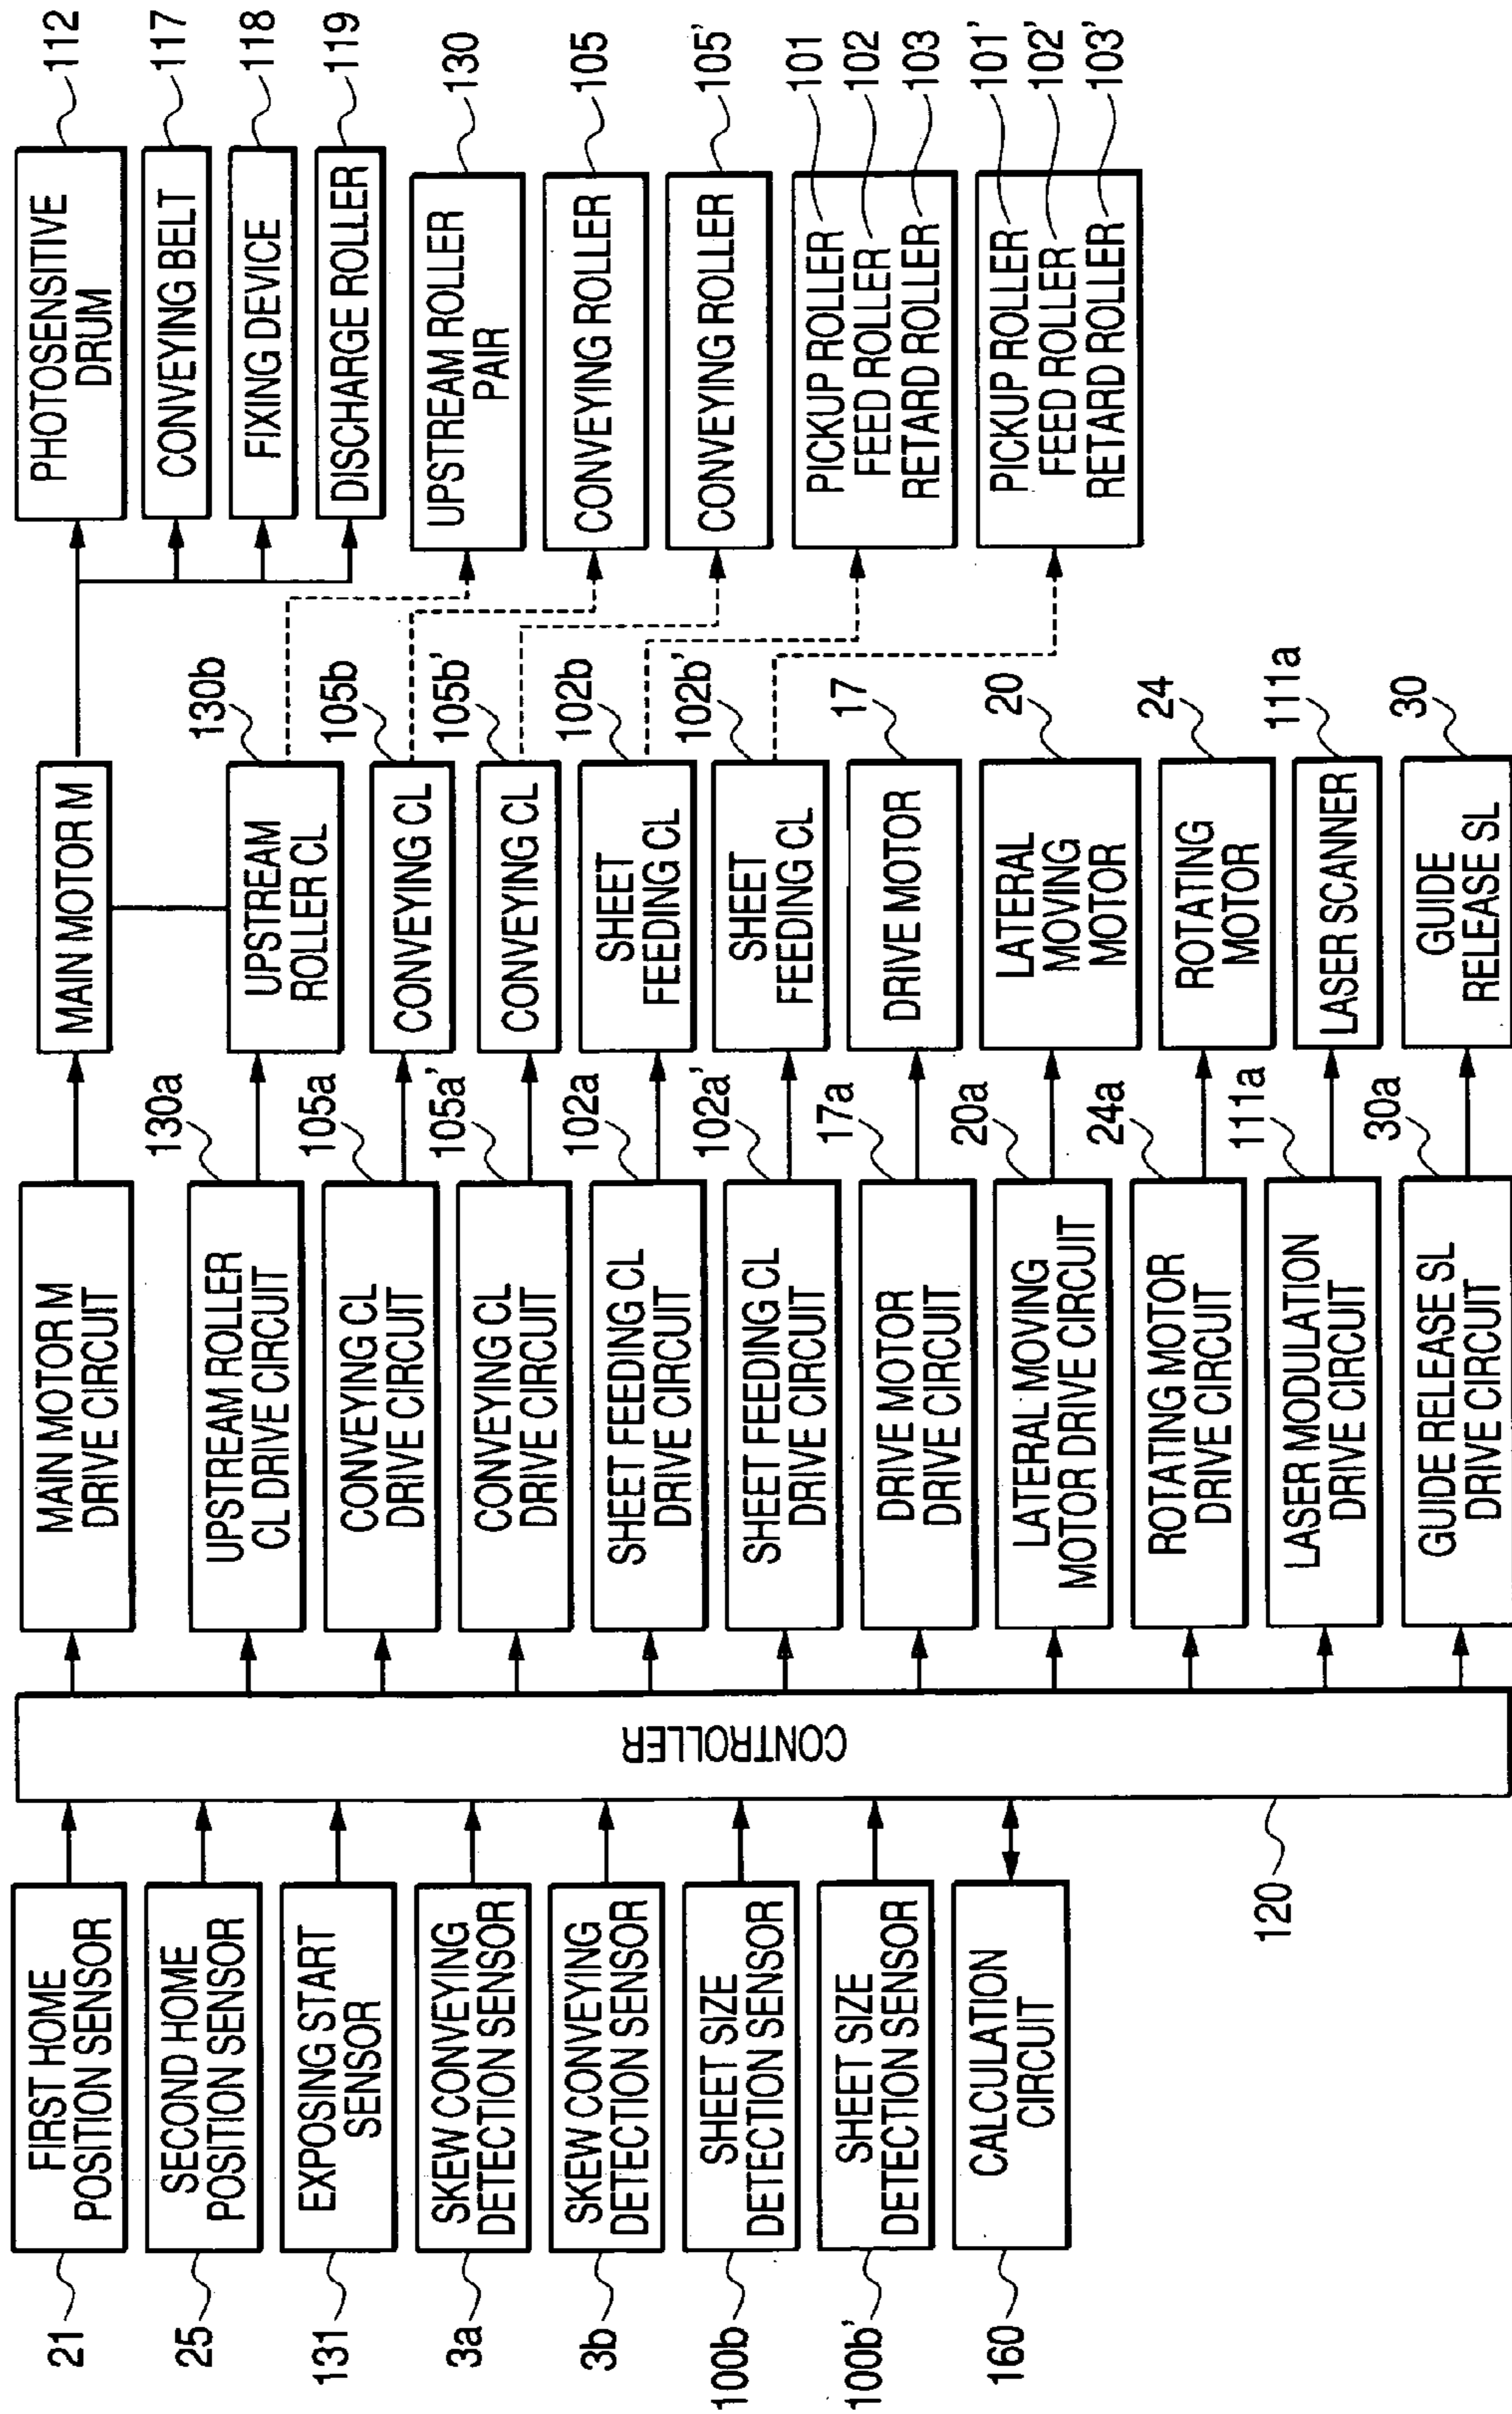 21
FIRST HOME
POSITION SENSOR
25
SECOND HOME
POSITION SENSOR
131
EXPOSING START
SENSOR
3a
SKEW CONVEYING
DETECTION SENSOR
3b
SKEW CONVEYING
DETECTION SENSOR
100b
SHEET SIZE
DETECTION SENSOR
100b'
SHEET SIZE
DETECTION SENSOR
160
CALCULATION
CIRCUIT
CONTROLLER
120
MAIN MOTOR M
DRIVE CIRCUIT
130a
UPSTREAM ROLLER
CL DRIVE CIRCUIT
105a
CONVEYING CL
DRIVE CIRCUIT
105a'
CONVEYING CL
DRIVE CIRCUIT
102a
SHEET FEEDING CL
DRIVE CIRCUIT
102a'
SHEET FEEDING CL
DRIVE CIRCUIT
17a
DRIVE MOTOR
DRIVE CIRCUIT
20a
LATERAL MOVING
MOTOR DRIVE CIRCUIT
24a
ROTATING MOTOR
DRIVE CIRCUIT
111a
LASER MODULATION
DRIVE CIRCUIT
30a
GUIDE RELEASE SL
DRIVE CIRCUIT
MAIN MOTOR M
130b
UPSTREAM
ROLLER CL
105b
CONVEYING CL
105b'
CONVEYING CL
102b
SHEET
FEEDING CL
102b'
SHEET
FEEDING CL
17
DRIVE MOTOR
20
LATERAL
MOVING
MOTOR
24
ROTATING
MOTOR
111a
LASER SCANNER
30
GUIDE
RELEASE SL
PHOTOSENSITIVE
DRUM
112
CONVEYING BELT
117
FIXING DEVICE
118
DISCHARGE ROLLER
119
UPSTREAM ROLLER
PAIR
130
CONVEYING ROLLER
105
CONVEYING ROLLER
105'
PICKUP ROLLER
101
FEED ROLLER
102
RETARD ROLLER
103
PICKUP ROLLER
101'
FEED ROLLER
102'
RETARD ROLLER
103'